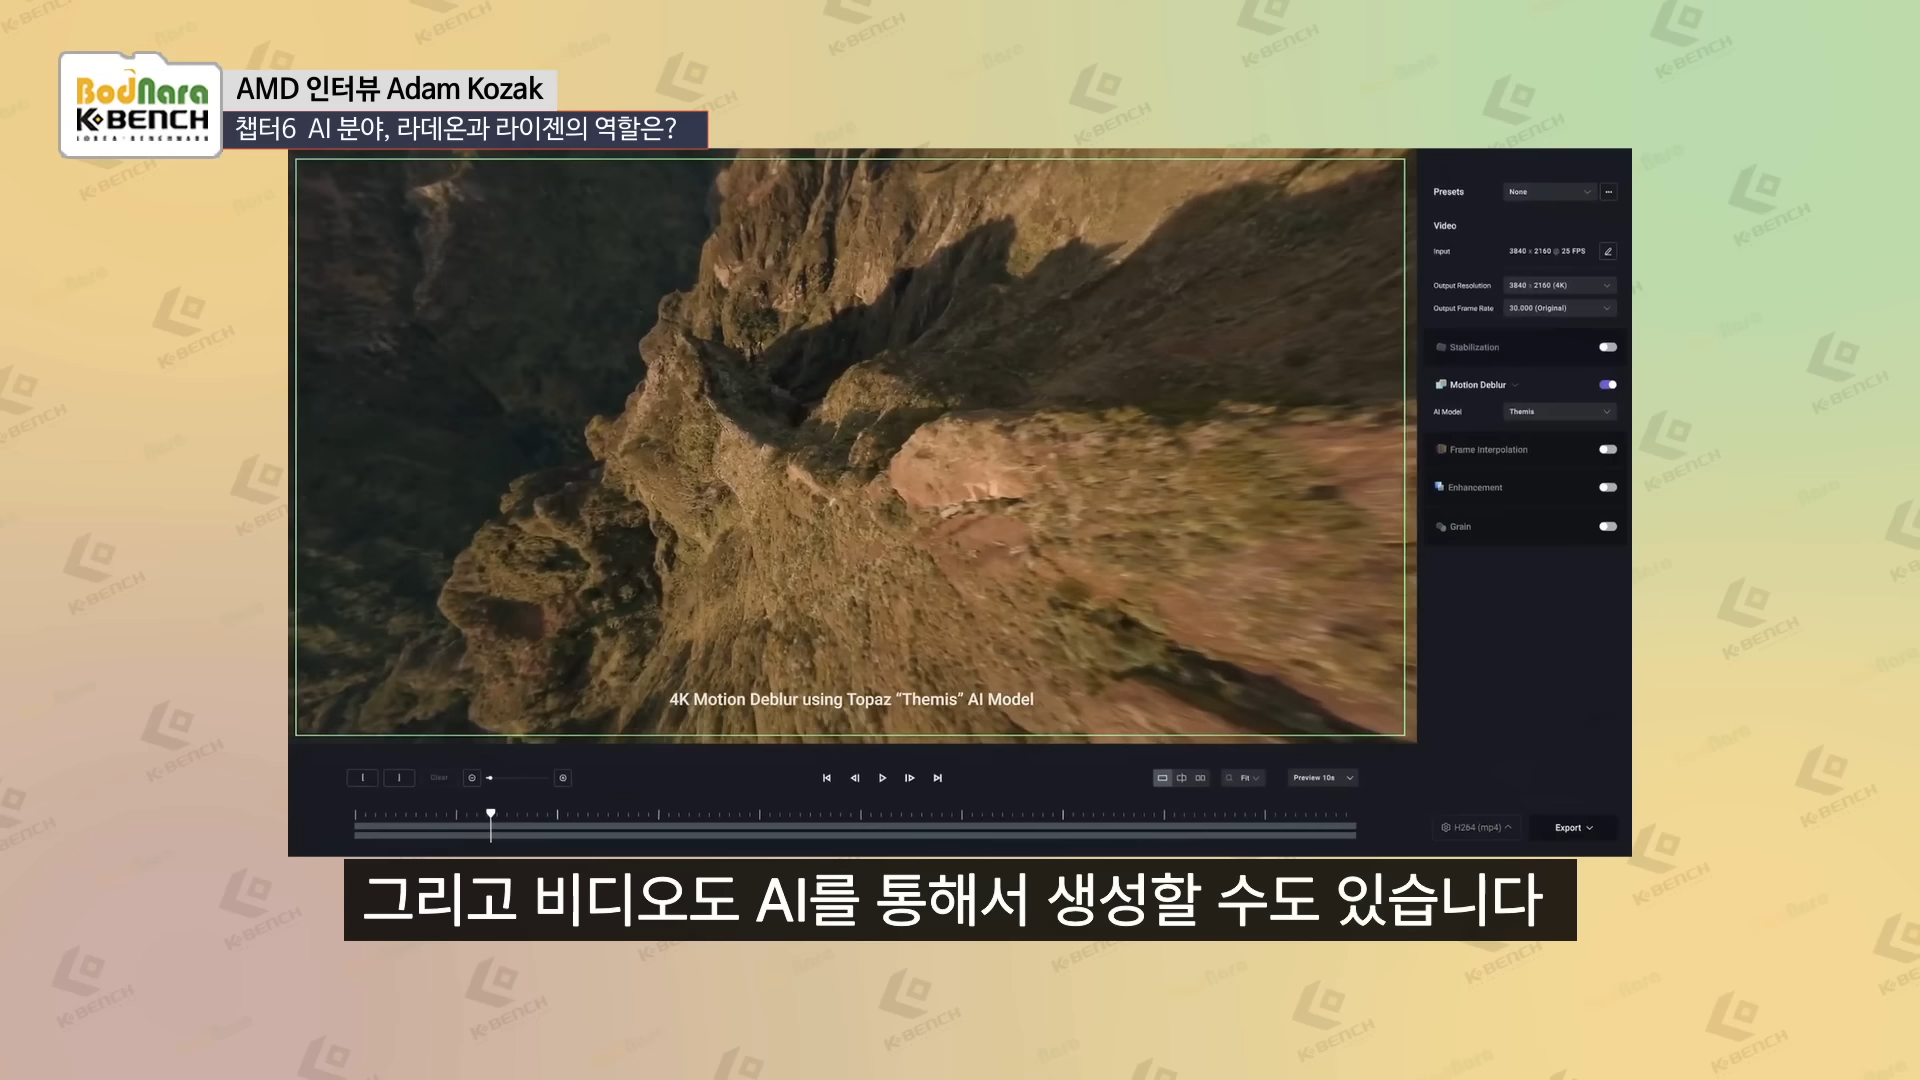 BodNara
K-BENCH
KOREA · BENCHMARK
AMD 인터뷰 Adam Kozak
챕터6 AI 분야, 라데온과 라이젠의 역할은?
Presets
None
Video
Input
3840 x 2160 @ 25 FPS
Output Resolution
3840 x 2160 (4K)
Output Frame Rate
30.000 (Original)
Stabilization
Motion Deblur
AI Model
Themis
Frame Interpolation
Enhancement
Grain
4K Motion Deblur using Topaz “Themis” AI Model
Clear
Fit
Preview 10s
H264 (mp4)
Export
그리고 비디오도 AI를 통해서 생성할 수도 있습니다